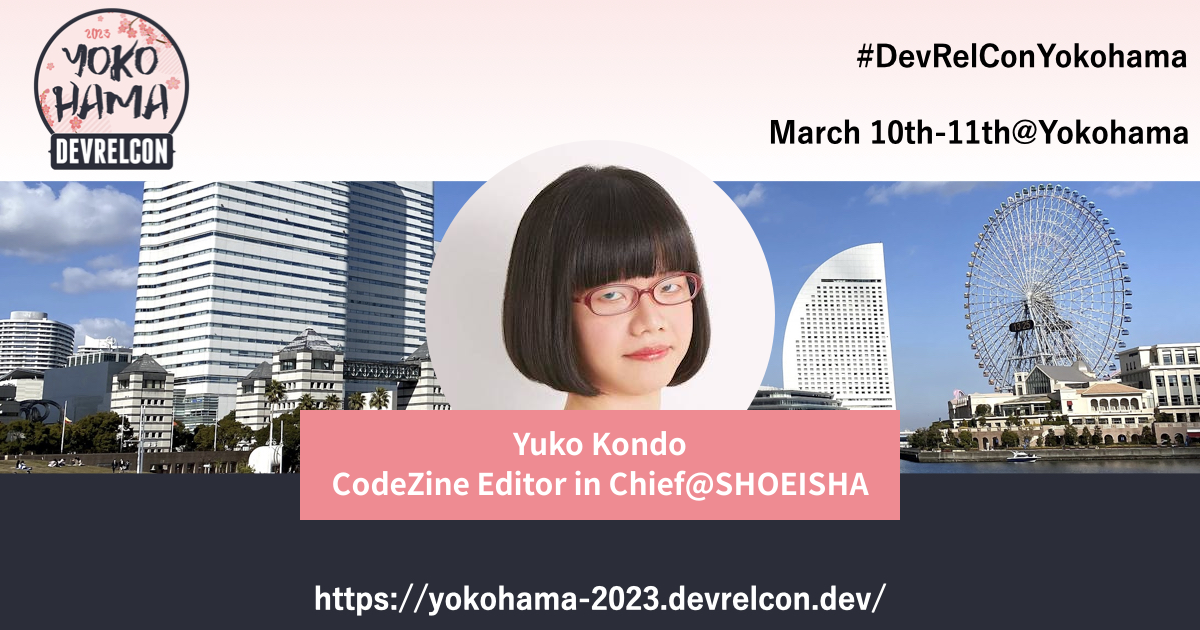 2023
YOKO
HAMA
DEVRELCON
#DevRelConYokohama
March 10th-11th@Yokohama
Yuko Kondo
CodeZine Editor in Chief@SHOEISHA
https://yokohama-2023.devrelcon.dev/